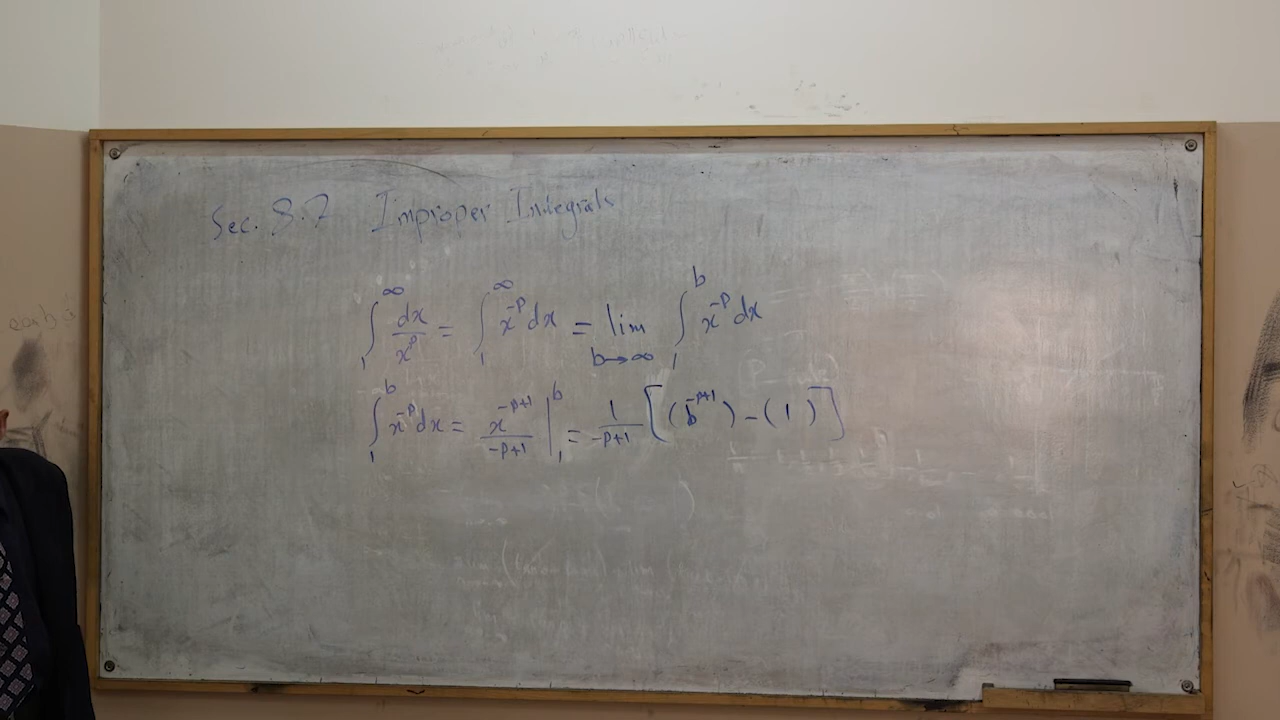 Sec. 8.7 Improper Integrals
∫₁^∞ dx/x^p = ∫₁^∞ x^{-p} dx = lim_{b→∞} ∫₁^b x^{-p} dx
∫₁^b x^{-p} dx = x^{-p+1}/(-p+1) |₁^b = 1/(-p+1) [(b^{-p+1}) - (1)]